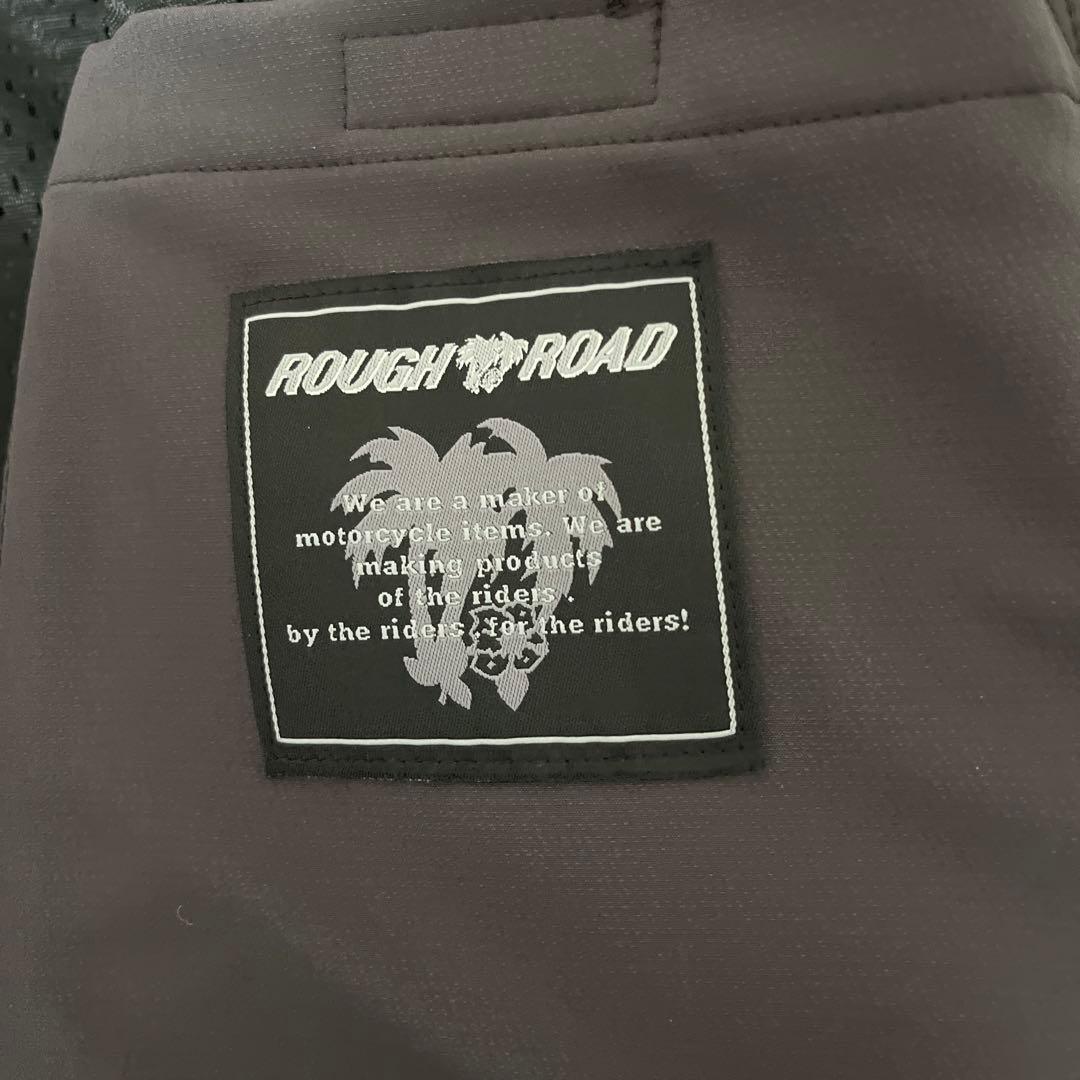 ROUGH ROAD
We are a maker of
motorcycle items. We are
making products
of the riders .
by the riders, for the riders!